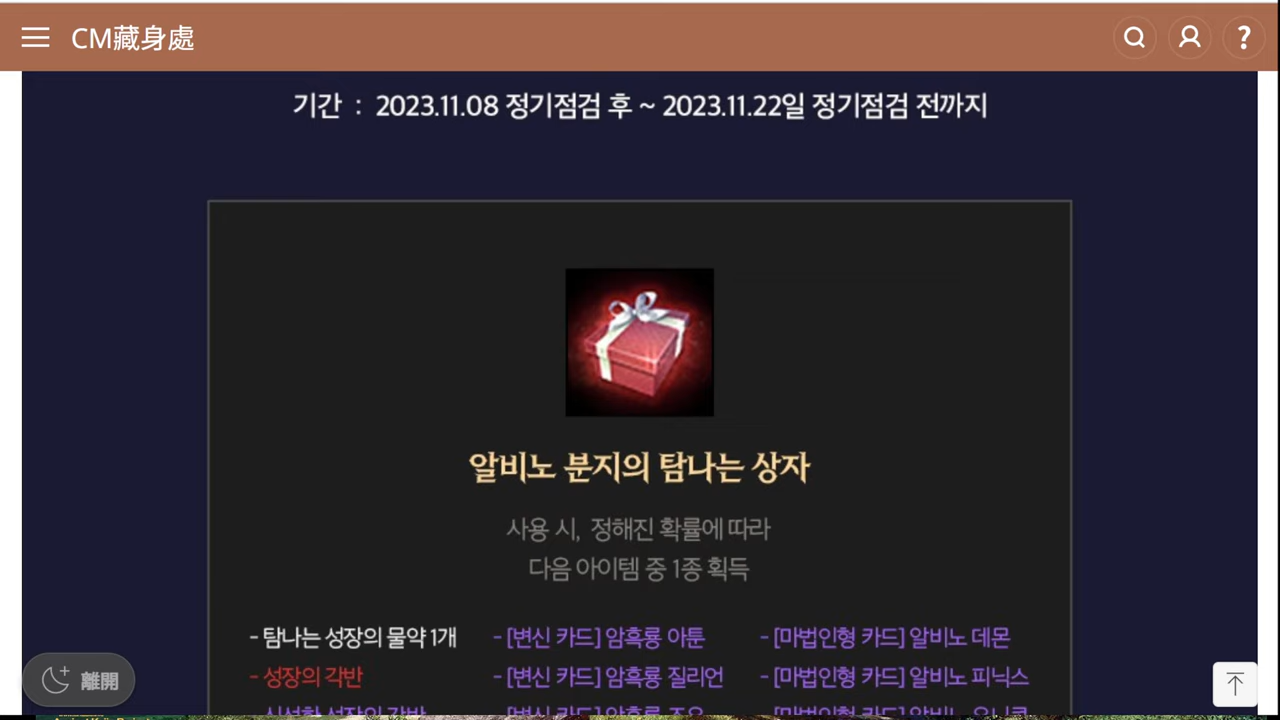 CM藏身處
기간 : 2023.11.08 정기점검 후 ~ 2023.11.22일 정기점검 전까지
알비노 분지의 탐나는 상자
사용 시, 정해진 확률에 따라
다음 아이템 중 1종 획득
- 탐나는 성장의 물약 1개
- [변신 카드] 암흑룡 아툰
- [마법인형 카드] 알비노 데몬
- 성장의 각반
- [변신 카드] 암흑룡 질리언
- [마법인형 카드] 알비노 피닉스
離開